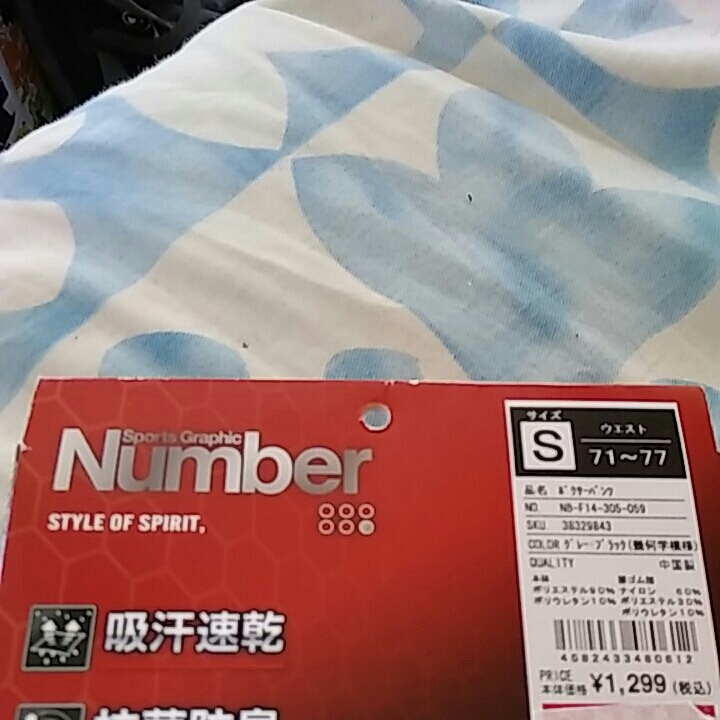 Sports Graphic
Number
STYLE OF SPIRIT.
吸汗速乾
サイズ
S
ウエスト
71～77
品名 ボクサーパンツ
NO. NB-F14-305-059
SKU 38329843
COLOR グレー・ブラック(幾何学模様)
QUALITY 中国製
本体
ポリエステル90%
ポリウレタン10%
ナイロン 60%
ポリエステル30%
ポリウレタン10%
4582433480612
PRICE
本体価格 ¥1,299 (税込)